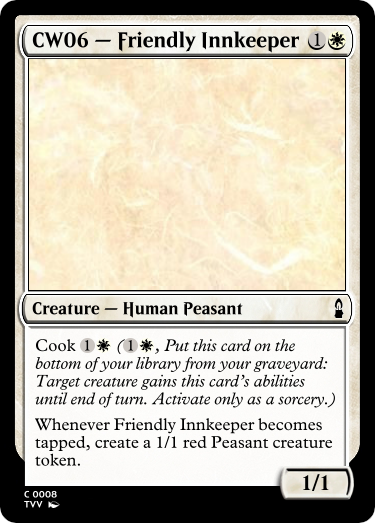 CW06 — Friendly Innkeeper 1
Creature — Human Peasant
Cook 1 (1, Put this card on the
bottom of your library from your graveyard:
Target creature gains this card's abilities
until end of turn. Activate only as a sorcery.)
Whenever Friendly Innkeeper becomes
tapped, create a 1/1 red Peasant creature
token.
1/1
C 0008
TVV